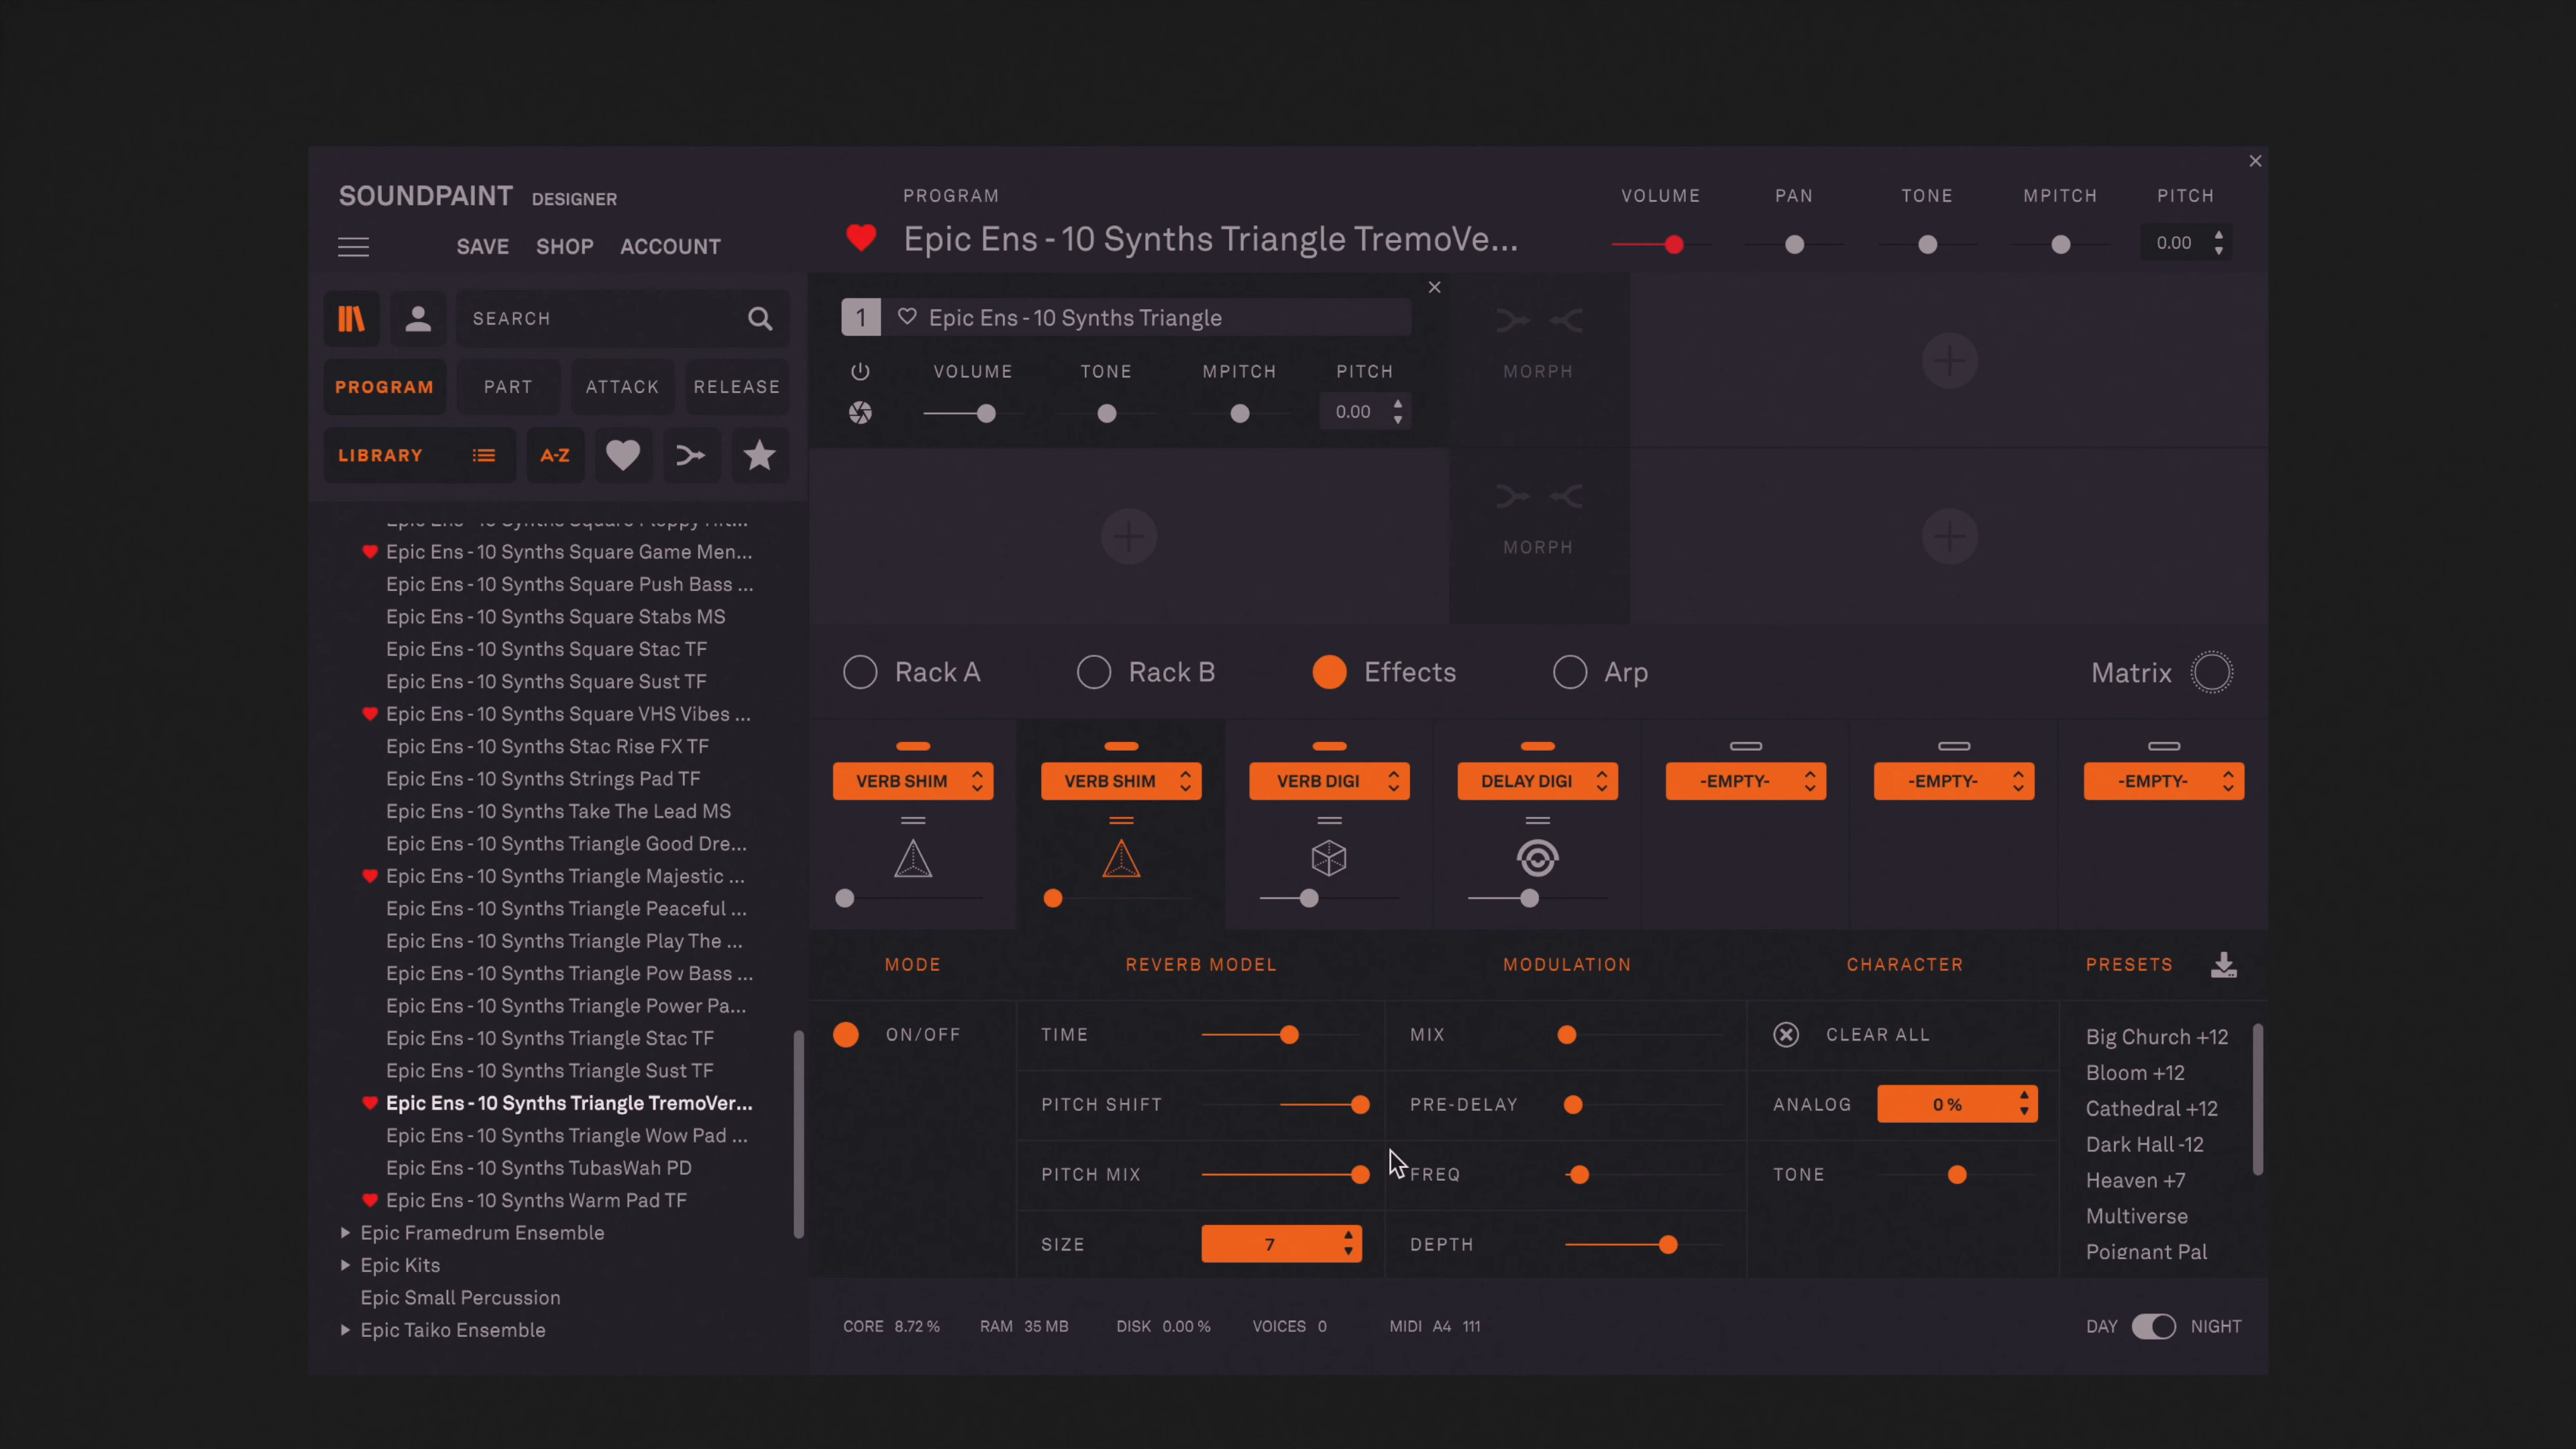 SOUNDPAINT DESIGNER
SAVE SHOP ACCOUNT
PROGRAM
Epic Ens - 10 Synths Triangle TremoVe...
VOLUME PAN TONE MPITCH PITCH
0.00
SEARCH
PROGRAM PART ATTACK RELEASE
LIBRARY A-Z
1 Epic Ens - 10 Synths Triangle
VOLUME TONE MPITCH PITCH
0.00
MORPH
MORPH
Epic Ens - 10 Synths Square Game Men...
Epic Ens - 10 Synths Square Push Bass ...
Epic Ens - 10 Synths Square Stabs MS
Epic Ens - 10 Synths Square Stac TF
Epic Ens - 10 Synths Square Sust TF
Epic Ens - 10 Synths Square VHS Vibes ...
Epic Ens - 10 Synths Stac Rise FX TF
Epic Ens - 10 Synths Strings Pad TF
Epic Ens - 10 Synths Take The Lead MS
Epic Ens - 10 Synths Triangle Good Dre...
Epic Ens - 10 Synths Triangle Majestic ...
Epic Ens - 10 Synths Triangle Peaceful ...
Epic Ens - 10 Synths Triangle Play The ...
Epic Ens - 10 Synths Triangle Pow Bass ...
Epic Ens - 10 Synths Triangle Power Pa...
Epic Ens - 10 Synths Triangle Stac TF
Epic Ens - 10 Synths Triangle Sust TF
Epic Ens - 10 Synths Triangle TremoVer...
Epic Ens - 10 Synths Triangle Wow Pad ...
Epic Ens - 10 Synths TubasWah PD
Epic Ens - 10 Synths Warm Pad TF
Epic Framedrum Ensemble
Epic Kits
Epic Small Percussion
Epic Taiko Ensemble
Rack A Rack B Effects Arp Matrix
VERB SHIM VERB SHIM VERB DIGI DELAY DIGI -EMPTY- -EMPTY- -EMPTY-
MODE REVERB MODEL MODULATION CHARACTER PRESETS
ON/OFF
TIME
PITCH SHIFT
PITCH MIX
SIZE 7
MIX
PRE-DELAY
FREQ
DEPTH
CLEAR ALL
ANALOG 0 %
TONE
Big Church +12
Bloom +12
Cathedral +12
Dark Hall -12
Heaven +7
Multiverse
Poignant Pal
CORE 8.72 % RAM 35 MB DISK 0.00 % VOICES 0 MIDI A4 111
DAY NIGHT